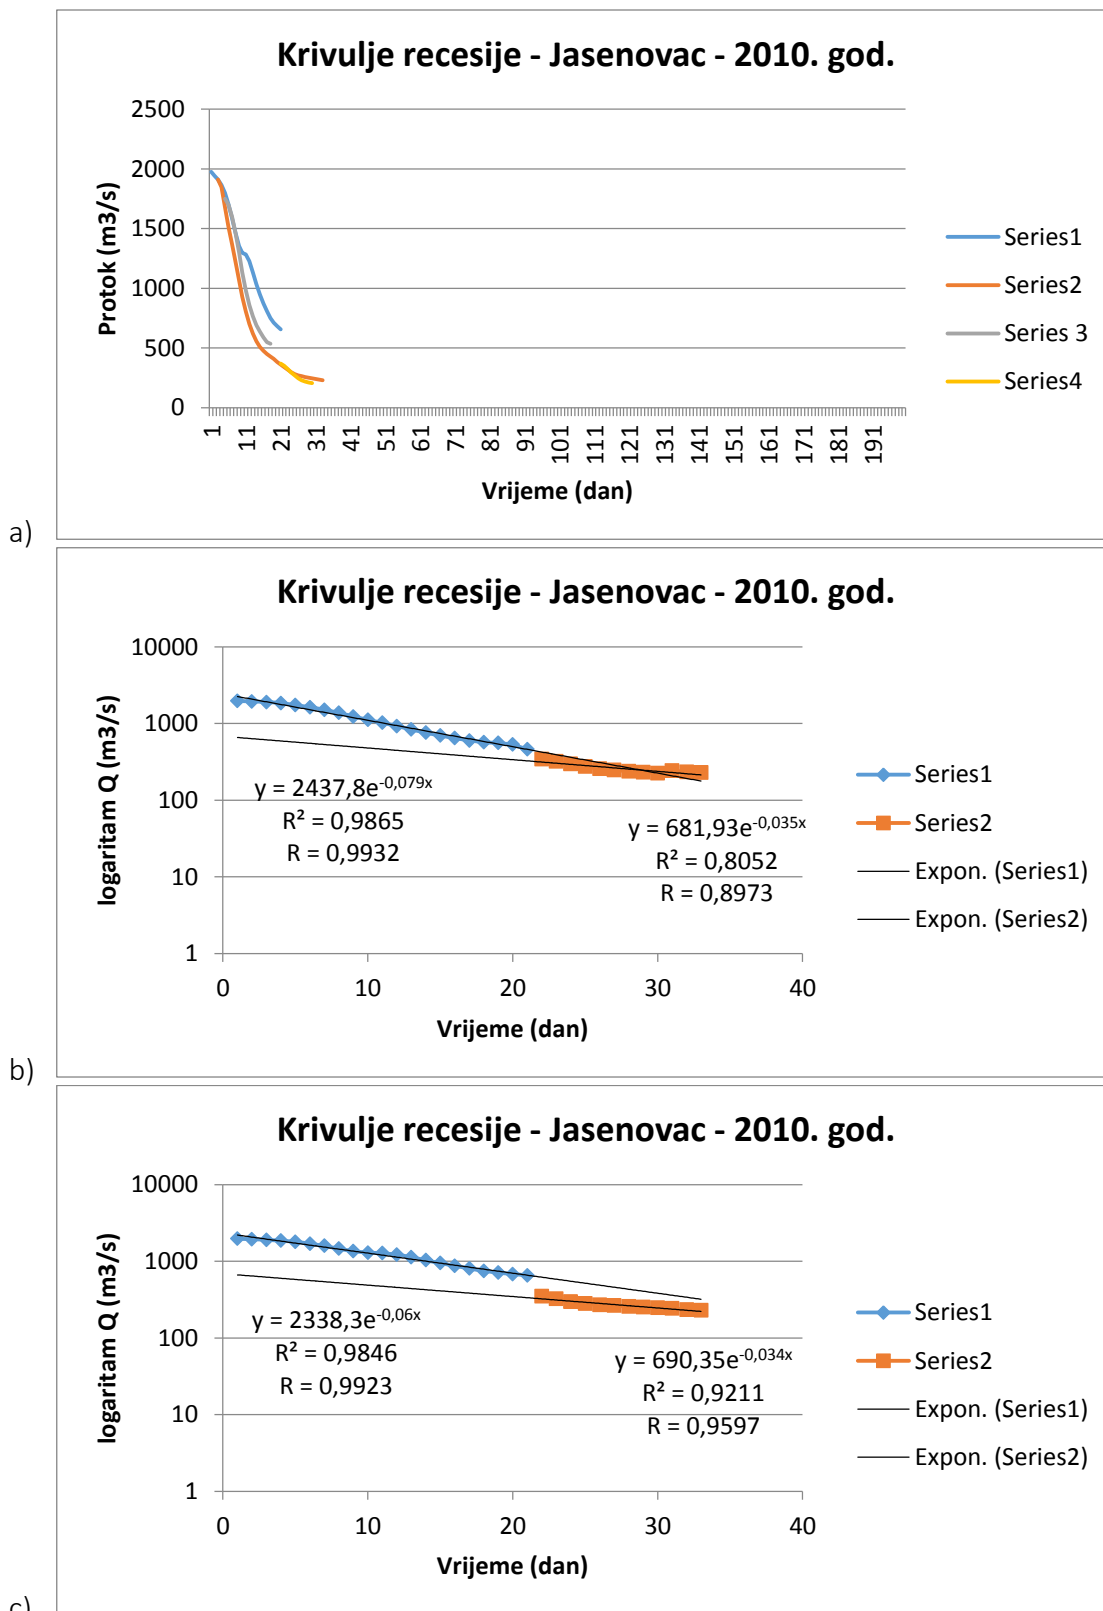 Krivulje recesije - Jasenovac - 2010. god.
Protok (m3/s)
2500
2000
1500
1000
500
0
1 11 21 31 41 51 61 71 81 91 101 111 121 131 141 151 161 171 181 191
Vrijeme (dan)
Series1
Series2
Series 3
Series4
a)
Krivulje recesije - Jasenovac - 2010. god.
logaritam Q (m3/s)
10000
1000
100
10
1
y = 2437,8e^-0,079x
R² = 0,9865
R = 0,9932
y = 681,93e^-0,035x
R² = 0,8052
R = 0,8973
0 10 20 30 40
Vrijeme (dan)
Series1
Series2
Expon. (Series1)
Expon. (Series2)
b)
Krivulje recesije - Jasenovac - 2010. god.
logaritam Q (m3/s)
10000
1000
100
10
1
y = 2338,3e^-0,06x
R² = 0,9846
R = 0,9923
y = 690,35e^-0,034x
R² = 0,9211
R = 0,9597
0 10 20 30 40
Vrijeme (dan)
Series1
Series2
Expon. (Series1)
Expon. (Series2)
c)